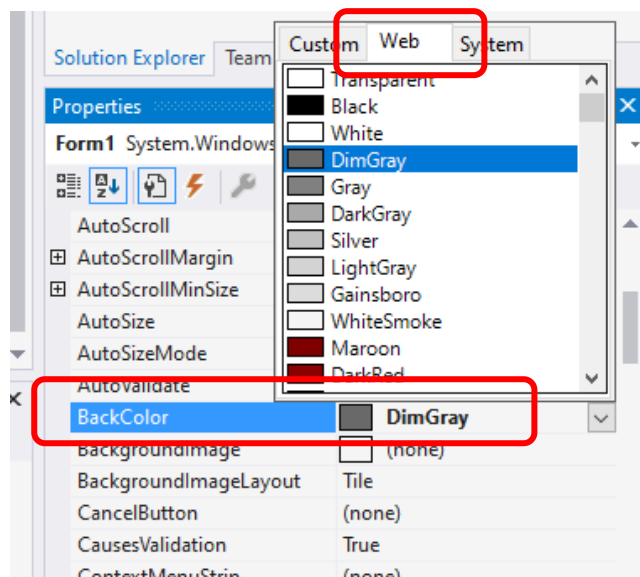 Custom Web System
Solution Explorer Team
Transparent
Black
White
DimGray
Gray
DarkGray
Silver
LightGray
Gainsboro
WhiteSmoke
Maroon
DarkRed
Properties
Form1 System.Windows
AutoScroll
AutoScrollMargin
AutoScrollMinSize
AutoSize
AutoSizeMode
AutoValidate
BackColor DimGray
BackgroundImage (none)
BackgroundImageLayout Tile
CancelButton (none)
CausesValidation True
ContextMenuStrip (none)